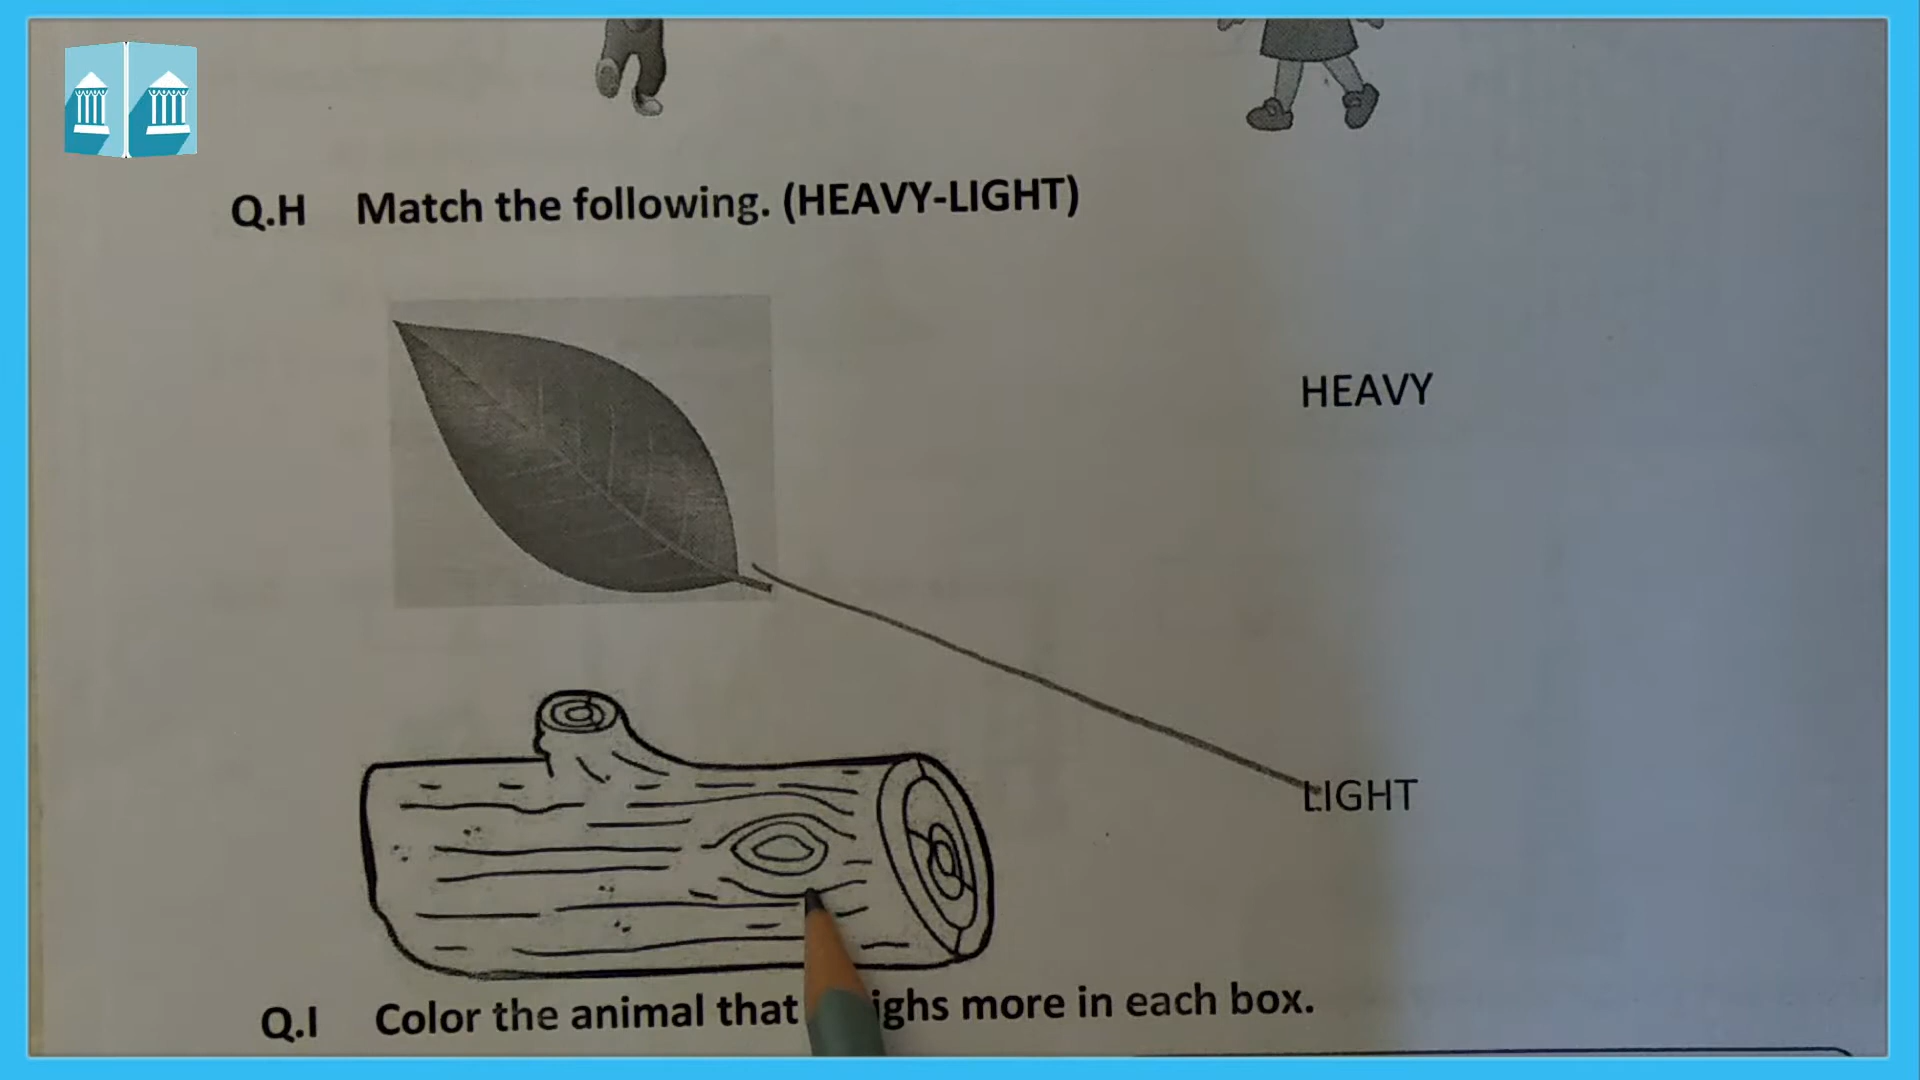 Q.H Match the following. (HEAVY-LIGHT)
HEAVY
LIGHT
Q.I Color the animal that ighs more in each box.